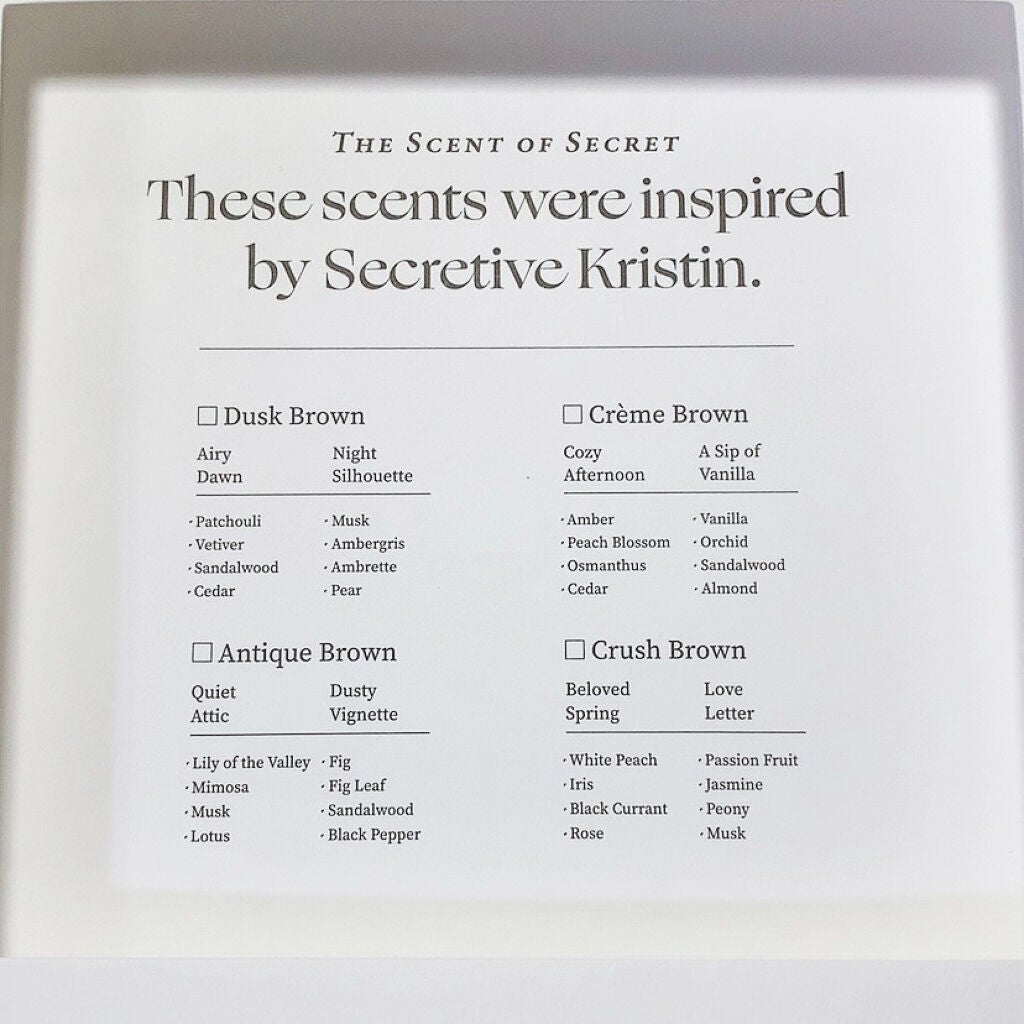 The Scent of Secret
These scents were inspired
by Secretive Kristin.
☐ Dusk Brown
Airy Night
Dawn Silhouette
· Patchouli · Musk
· Vetiver · Ambergris
· Sandalwood · Ambrette
· Cedar · Pear
☐ Crème Brown
Cozy A Sip of
Afternoon Vanilla
· Amber · Vanilla
· Peach Blossom · Orchid
· Osmanthus · Sandalwood
· Cedar · Almond
☐ Antique Brown
Quiet Dusty
Attic Vignette
· Lily of the Valley · Fig
· Mimosa · Fig Leaf
· Musk · Sandalwood
· Lotus · Black Pepper
☐ Crush Brown
Beloved Love
Spring Letter
· White Peach · Passion Fruit
· Iris · Jasmine
· Black Currant · Peony
· Rose · Musk